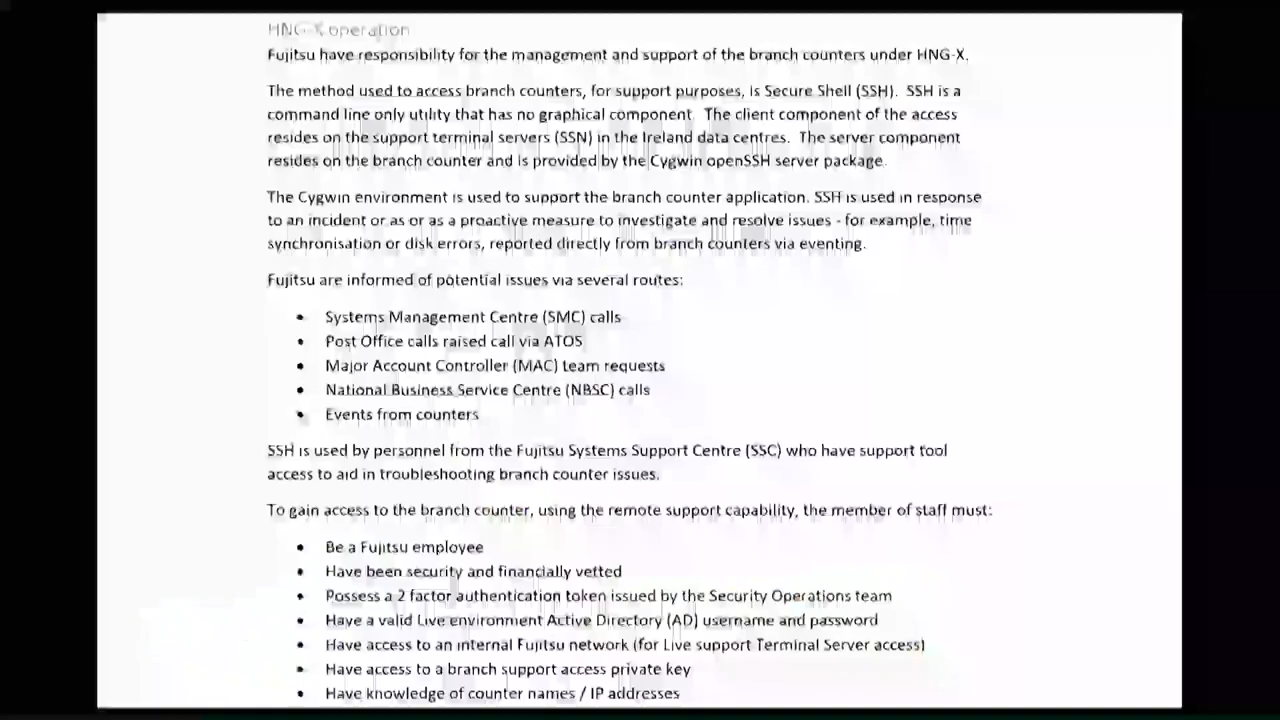 HNG-X operation
Fujitsu have responsibility for the management and support of the branch counters under HNG-X.
The method used to access branch counters, for support purposes, is Secure Shell (SSH). SSH is a
command line only utility that has no graphical component. The client component of the access
resides on the support terminal servers (SSN) in the Ireland data centres. The server component
resides on the branch counter and is provided by the Cygwin openSSH server package.
The Cygwin environment is used to support the branch counter application. SSH is used in response
to an incident or as or as a proactive measure to investigate and resolve issues - for example, time
synchronisation or disk errors, reported directly from branch counters via eventing.
Fujitsu are informed of potential issues via several routes:
• Systems Management Centre (SMC) calls
• Post Office calls raised call via ATOS
• Major Account Controller (MAC) team requests
• National Business Service Centre (NBSC) calls
• Events from counters
SSH is used by personnel from the Fujitsu Systems Support Centre (SSC) who have support tool
access to aid in troubleshooting branch counter issues.
To gain access to the branch counter, using the remote support capability, the member of staff must:
• Be a Fujitsu employee
• Have been security and financially vetted
• Possess a 2 factor authentication token issued by the Security Operations team
• Have a valid Live environment Active Directory (AD) username and password
• Have access to an internal Fujitsu network (for Live support Terminal Server access)
• Have access to a branch support access private key
• Have knowledge of counter names / IP addresses